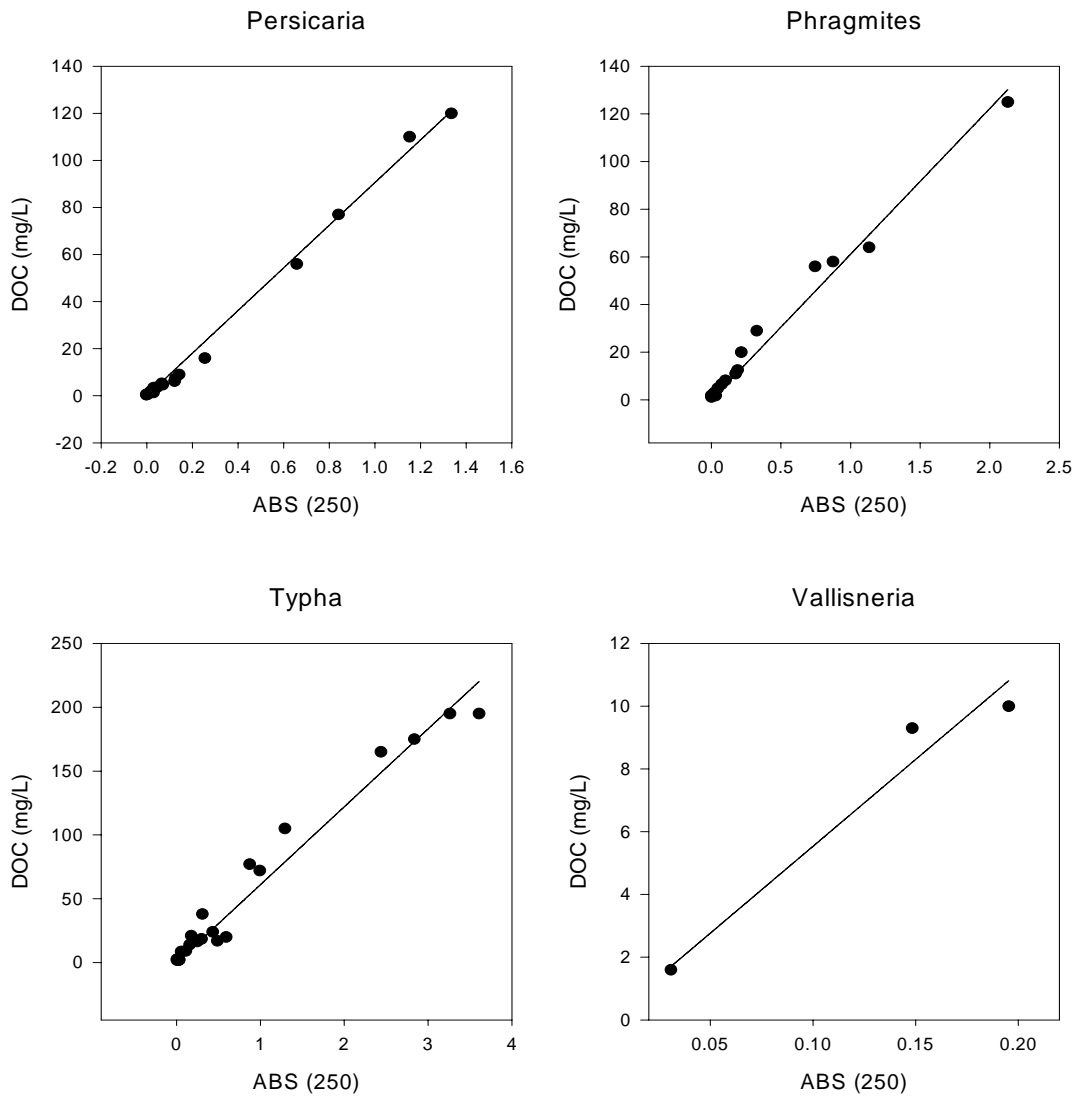 Persicaria
140
120
100
80
60
40
20
0
-20
DOC (mg/L)
-0.2 0.0 0.2 0.4 0.6 0.8 1.0 1.2 1.4 1.6
ABS (250)
Phragmites
140
120
100
80
60
40
20
0
DOC (mg/L)
0.0 0.5 1.0 1.5 2.0 2.5
ABS (250)
Typha
250
200
150
100
50
0
DOC (mg/L)
0 1 2 3 4
ABS (250)
Vallisneria
12
10
8
6
4
2
0
DOC (mg/L)
0.05 0.10 0.15 0.20
ABS (250)